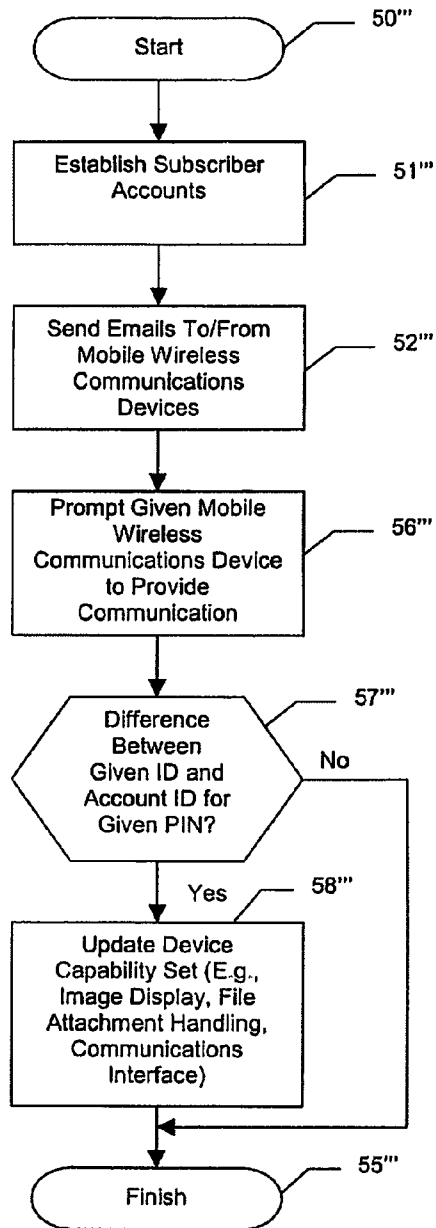 Start
50'''
Establish Subscriber
Accounts
51'''
Send Emails To/From
Mobile Wireless
Communications
Devices
52'''
Prompt Given Mobile
Wireless
Communications Device
to Provide
Communication
56'''
57'''
Difference
Between
Given ID and
Account ID for
Given PIN?
No
Yes
58'''
Update Device
Capability Set (E.g.,
Image Display, File
Attachment Handling,
Communications
Interface)
Finish
55'''